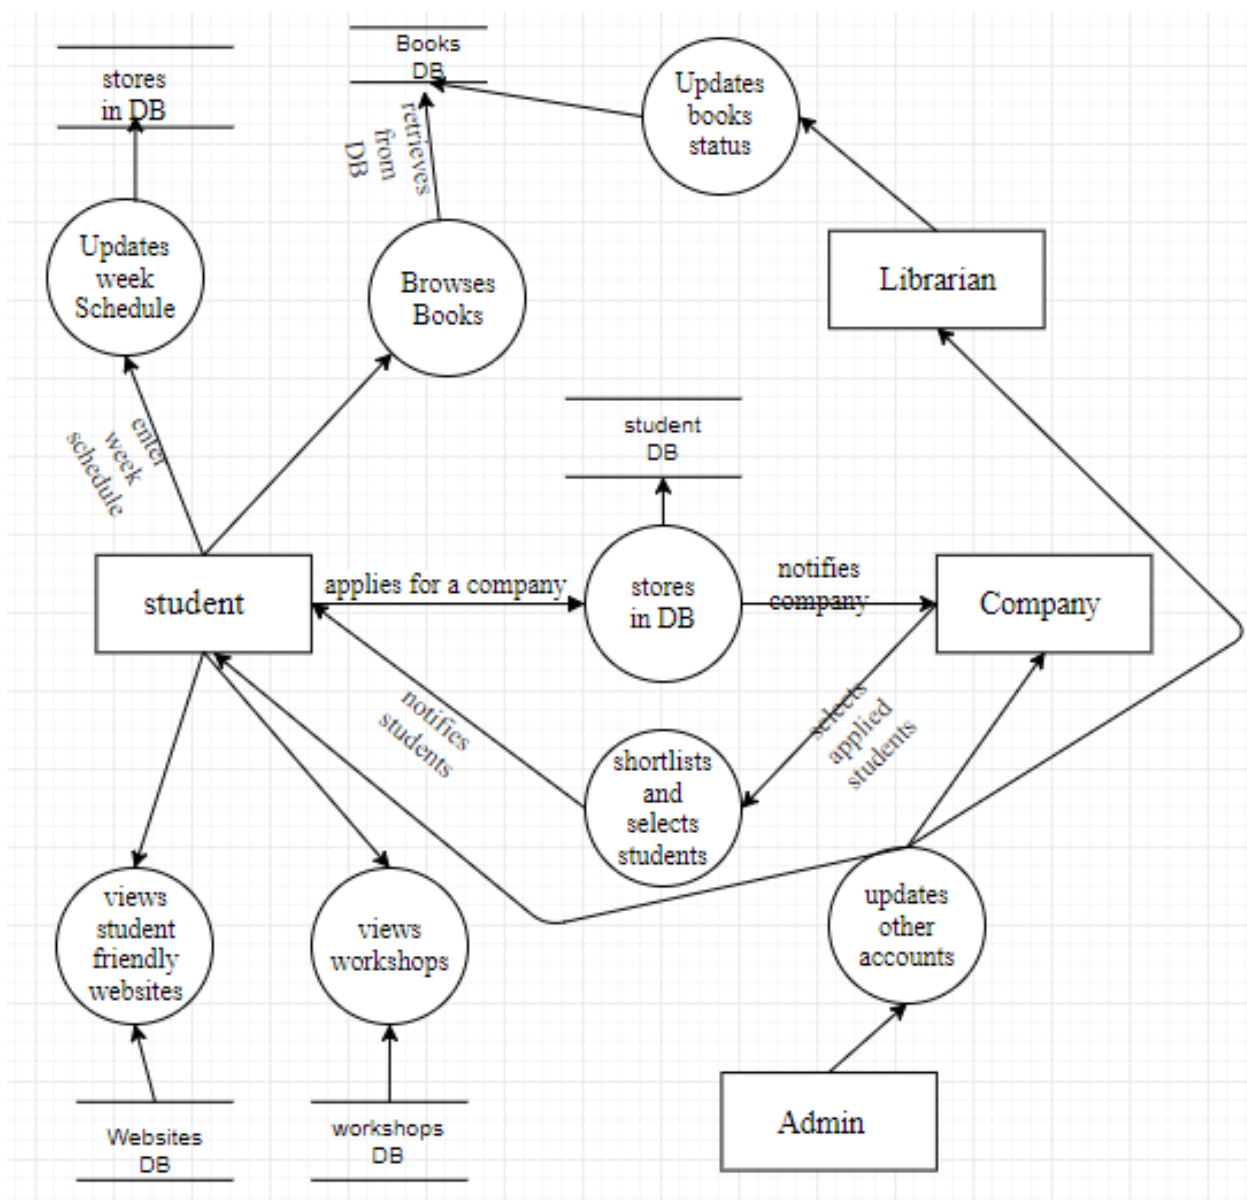 Books
DB
stores
in DB
Updates
books
status
retrieves
from
DB
Updates
week
Schedule
Browses
Books
Librarian
enter
week
schedule
student
DB
student
applies for a company
stores
in DB
notifies
company
Company
notifies
students
selects
applied
students
shortlists
and
selects
students
views
student
friendly
websites
views
workshops
updates
other
accounts
Websites
DB
workshops
DB
Admin